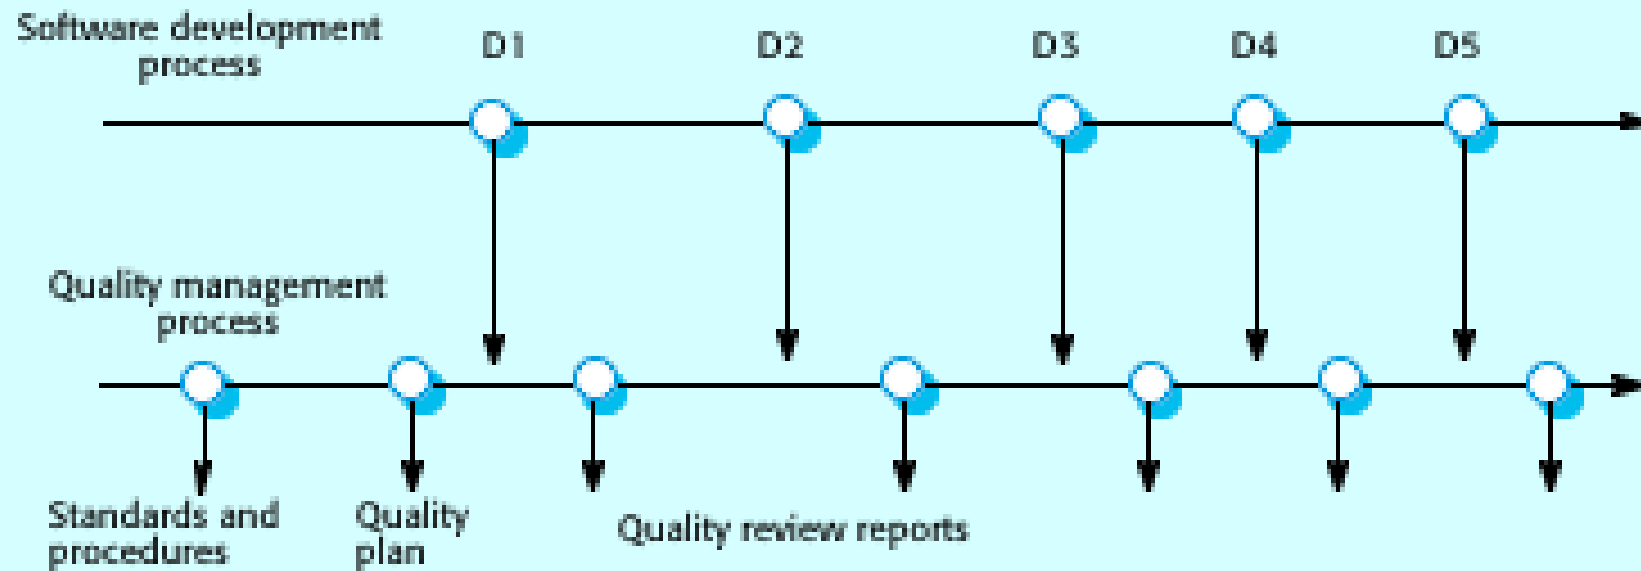 Software development
process
D1
D2
D3
D4
D5
Quality management
process
Standards and
procedures
Quality
plan
Quality review reports